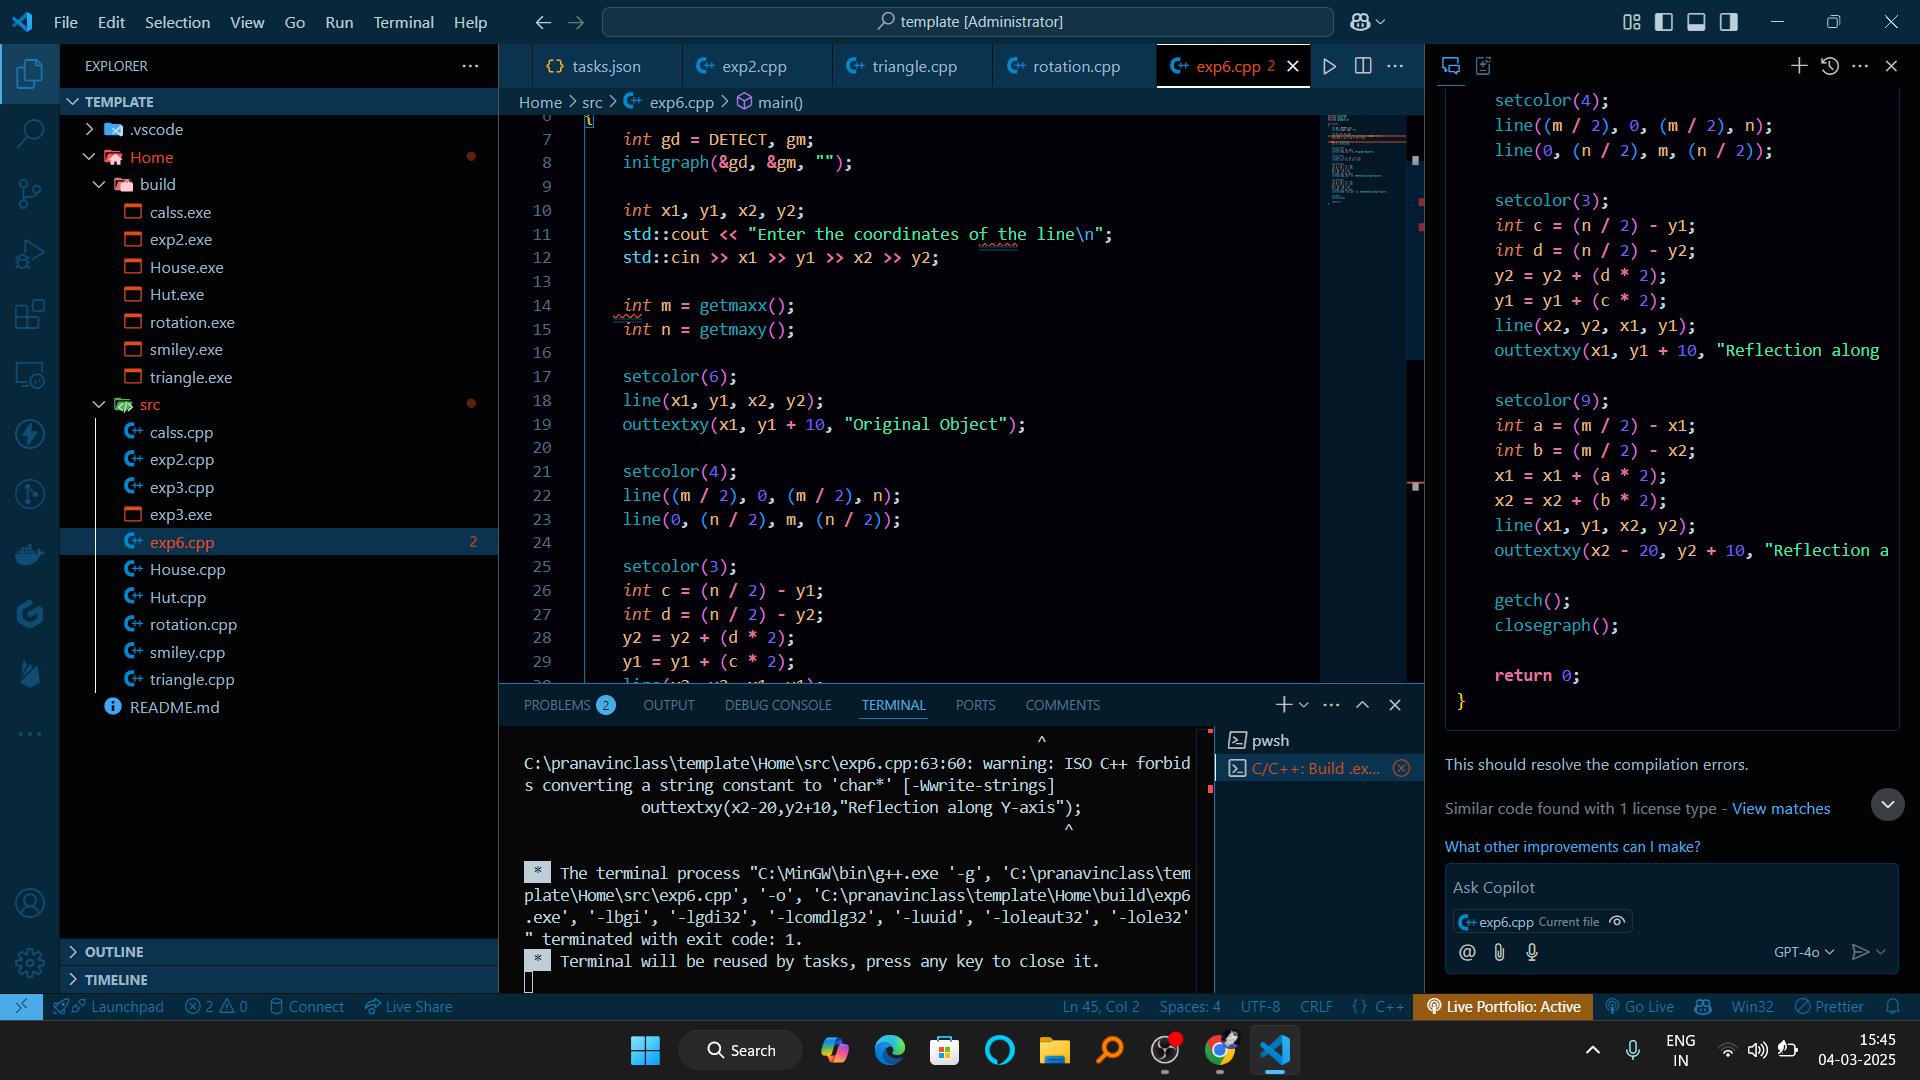 File Edit Selection View Go Run Terminal Help
template [Administrator]
EXPLORER
TEMPLATE
.vscode
Home
build
calss.exe
exp2.exe
House.exe
Hut.exe
rotation.exe
smiley.exe
triangle.exe
src
calss.cpp
exp2.cpp
exp3.cpp
exp3.exe
exp6.cpp 2
House.cpp
Hut.cpp
rotation.cpp
smiley.cpp
triangle.cpp
README.md
OUTLINE
TIMELINE
tasks.json exp2.cpp triangle.cpp rotation.cpp exp6.cpp 2
Home > src > exp6.cpp > main()
6 {
7 int gd = DETECT, gm;
8 initgraph(&gd, &gm, "");
9
10 int x1, y1, x2, y2;
11 std::cout << "Enter the coordinates of the line\n";
12 std::cin >> x1 >> y1 >> x2 >> y2;
13
14 int m = getmaxx();
15 int n = getmaxy();
16
17 setcolor(6);
18 line(x1, y1, x2, y2);
19 outtextxy(x1, y1 + 10, "Original Object");
20
21 setcolor(4);
22 line((m / 2), 0, (m / 2), n);
23 line(0, (n / 2), m, (n / 2));
24
25 setcolor(3);
26 int c = (n / 2) - y1;
27 int d = (n / 2) - y2;
28 y2 = y2 + (d * 2);
29 y1 = y1 + (c * 2);
30 line(x2, y2, x1, y1);
PROBLEMS 2 OUTPUT DEBUG CONSOLE TERMINAL PORTS COMMENTS
^
C:\pranavinclass\template\Home\src\exp6.cpp:63:60: warning: ISO C++ forbid
s converting a string constant to 'char*' [-Wwrite-strings]
outtextxy(x2-20,y2+10,"Reflection along Y-axis");
^
* The terminal process "C:\MinGW\bin\g++.exe '-g', 'C:\pranavinclass\tem
plate\Home\src\exp6.cpp', '-o', 'C:\pranavinclass\template\Home\build\exp6
.exe', '-lbgi', '-lgdi32', '-lcomdlg32', '-luuid', '-loleaut32', '-lole32'
" terminated with exit code: 1.
* Terminal will be reused by tasks, press any key to close it.
pwsh
C/C++: Build .ex...
setcolor(4);
line((m / 2), 0, (m / 2), n);
line(0, (n / 2), m, (n / 2));
setcolor(3);
int c = (n / 2) - y1;
int d = (n / 2) - y2;
y2 = y2 + (d * 2);
y1 = y1 + (c * 2);
line(x2, y2, x1, y1);
outtextxy(x1, y1 + 10, "Reflection along
setcolor(9);
int a = (m / 2) - x1;
int b = (m / 2) - x2;
x1 = x1 + (a * 2);
x2 = x2 + (b * 2);
line(x1, y1, x2, y2);
outtextxy(x2 - 20, y2 + 10, "Reflection a
getch();
closegraph();
return 0;
}
This should resolve the compilation errors.
Similar code found with 1 license type - View matches
What other improvements can I make?
Ask Copilot
exp6.cpp Current file
@ GPT-4o
Launchpad 2 0 Connect Live Share Ln 45, Col 2 Spaces: 4 UTF-8 CRLF {} C++ Live Portfolio: Active Go Live Win32 Prettier
Search
ENG
IN
15:45
04-03-2025